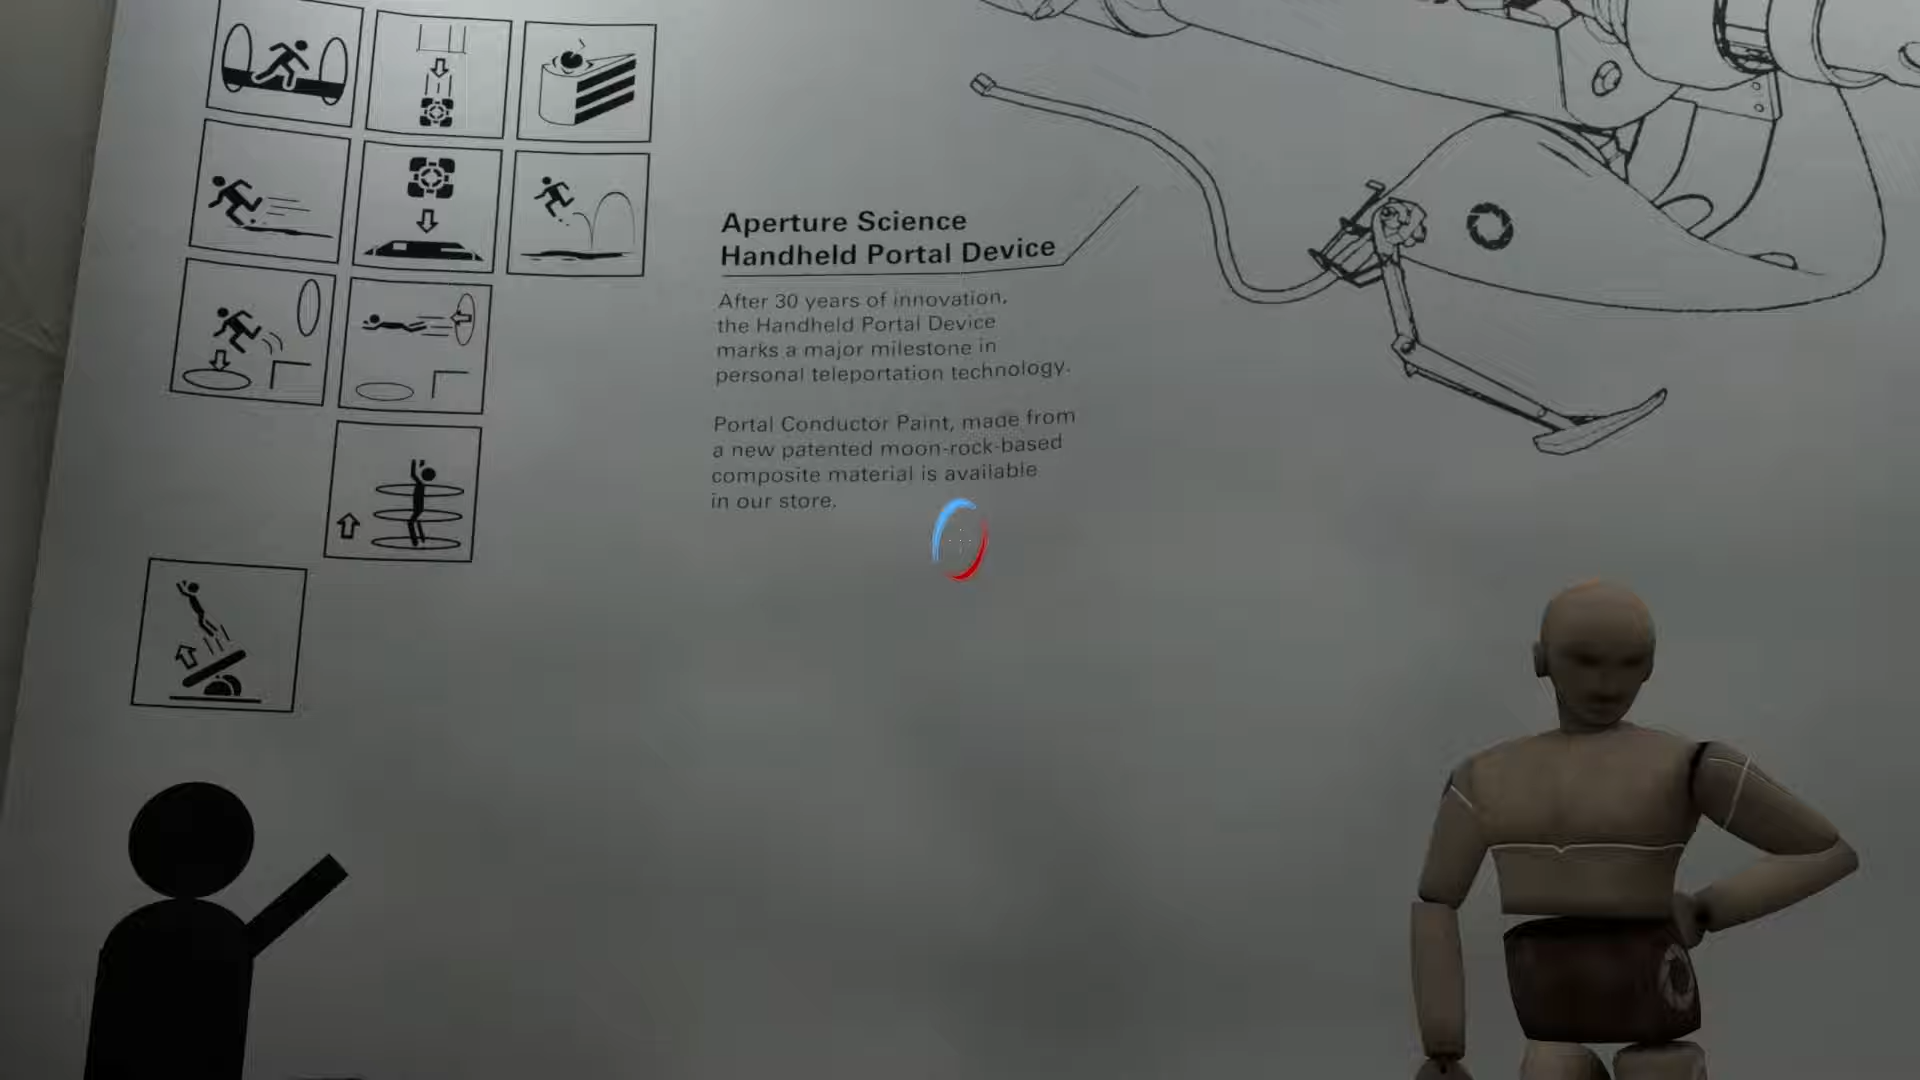 Aperture Science
Handheld Portal Device
After 30 years of innovation,
the Handheld Portal Device
marks a major milestone in
personal teleportation technology.
Portal Conductor Paint, made from
a new patented moon-rock-based
composite material is available
in our store.